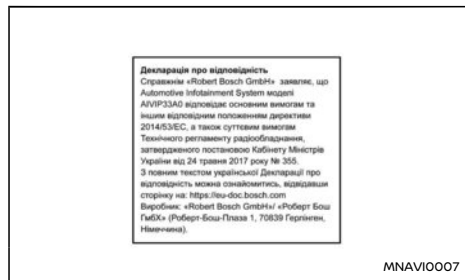 Декларація про відповідність
Справжнім «Robert Bosch GmbH» заявляє, що
Automotive Infotainment System моделі
AIVIP33A0 відповідає основним вимогам та
іншим відповідним положенням директиви
2014/53/ЕС, а також суттєвим вимогам
Технічного регламенту радіообладнання,
затвердженого постановою Кабінету Міністрів
України від 24 травня 2017 року № 355.
З повним текстом української Декларації про
відповідність можна ознайомитись, відвідавши
сторінку на: https://eu-doc.bosch.com
Виробник: «Robert Bosch GmbH»/ «Роберт Бош
ГмбХ» (Роберт-Бош-Плаза 1, 70839 Герлінген,
Німеччина).
MNAVI0007